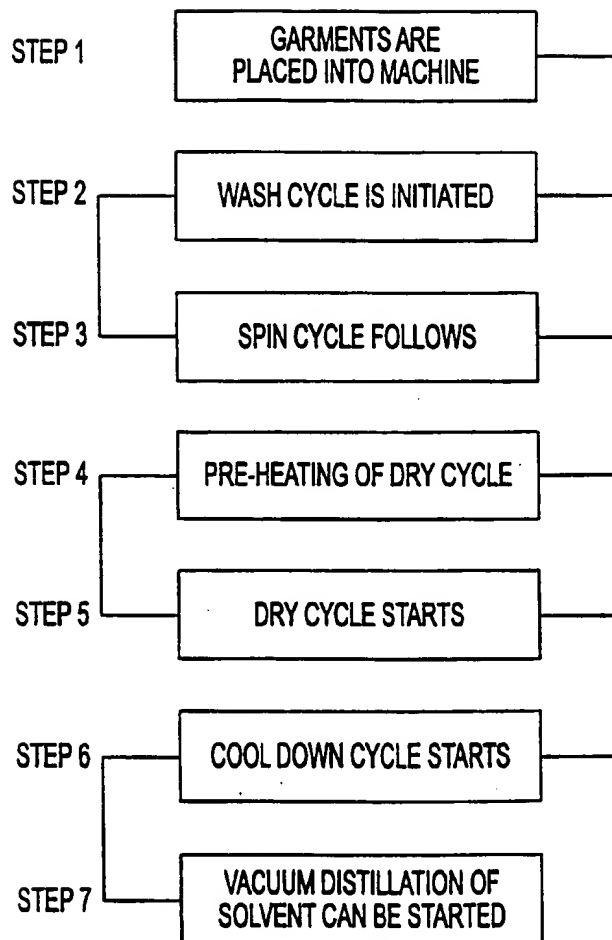 STEP 1
GARMENTS ARE
PLACED INTO MACHINE
STEP 2
WASH CYCLE IS INITIATED
STEP 3
SPIN CYCLE FOLLOWS
STEP 4
PRE-HEATING OF DRY CYCLE
STEP 5
DRY CYCLE STARTS
STEP 6
COOL DOWN CYCLE STARTS
STEP 7
VACUUM DISTILLATION OF
SOLVENT CAN BE STARTED